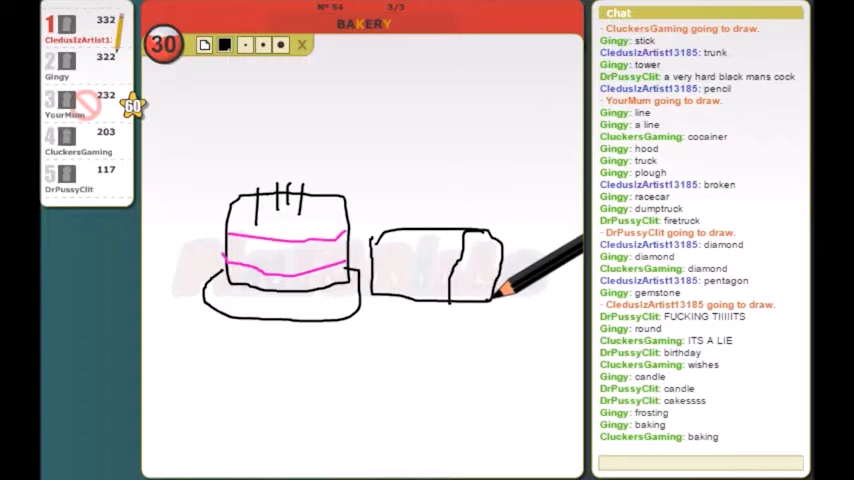 Nº 54 3/3
BAKERY
30
1 332
CledusIzArtist1:
2 322
Gingy
3 232
YourMum
60
4 203
CluckersGaming
5 117
DrPussyClit
X
Chat
· CluckersGaming going to draw.
Gingy: stick
CledusIzArtist13185: trunk
Gingy: tower
DrPussyClit: a very hard black mans cock
CledusIzArtist13185: pencil
· YourMum going to draw.
Gingy: line
Gingy: a line
CluckersGaming: cocainer
Gingy: hood
Gingy: truck
Gingy: plough
CledusIzArtist13185: broken
Gingy: racecar
Gingy: dumptruck
DrPussyClit: firetruck
· DrPussyClit going to draw.
CledusIzArtist13185: diamond
Gingy: diamond
CluckersGaming: diamond
CledusIzArtist13185: pentagon
Gingy: gemstone
· CledusIzArtist13185 going to draw.
DrPussyClit: FUCKING TIIIIITS
Gingy: round
CluckersGaming: ITS A LIE
DrPussyClit: birthday
CluckersGaming: wishes
Gingy: candle
DrPussyClit: candle
DrPussyClit: cakessss
Gingy: frosting
Gingy: baking
CluckersGaming: baking